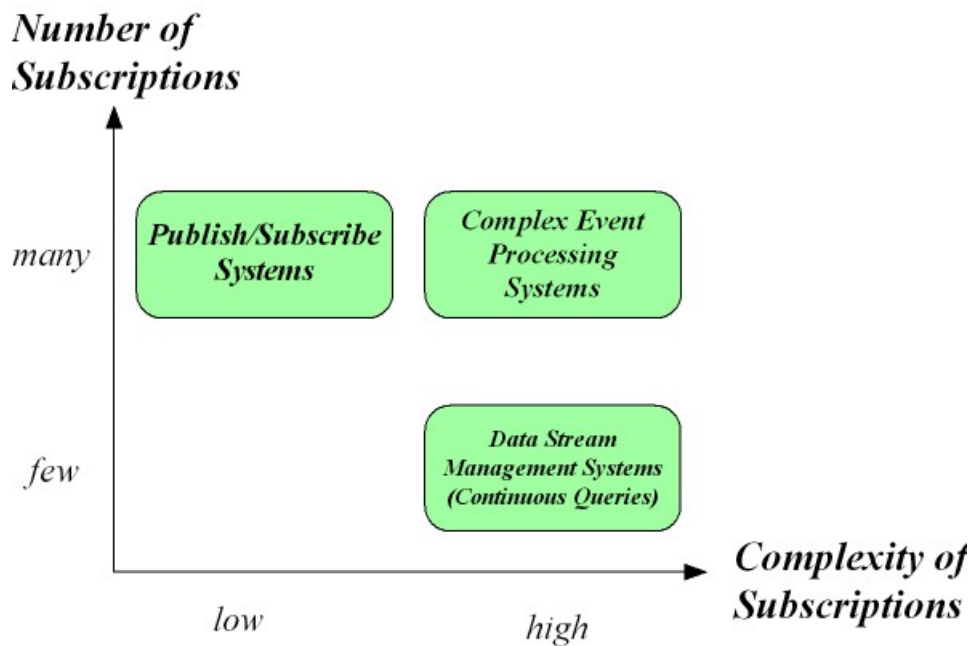 Number of
Subscriptions
many
Publish/Subscribe
Systems
Complex Event
Processing
Systems
few
Data Stream
Management Systems
(Continuous Queries)
Complexity of
Subscriptions
low
high